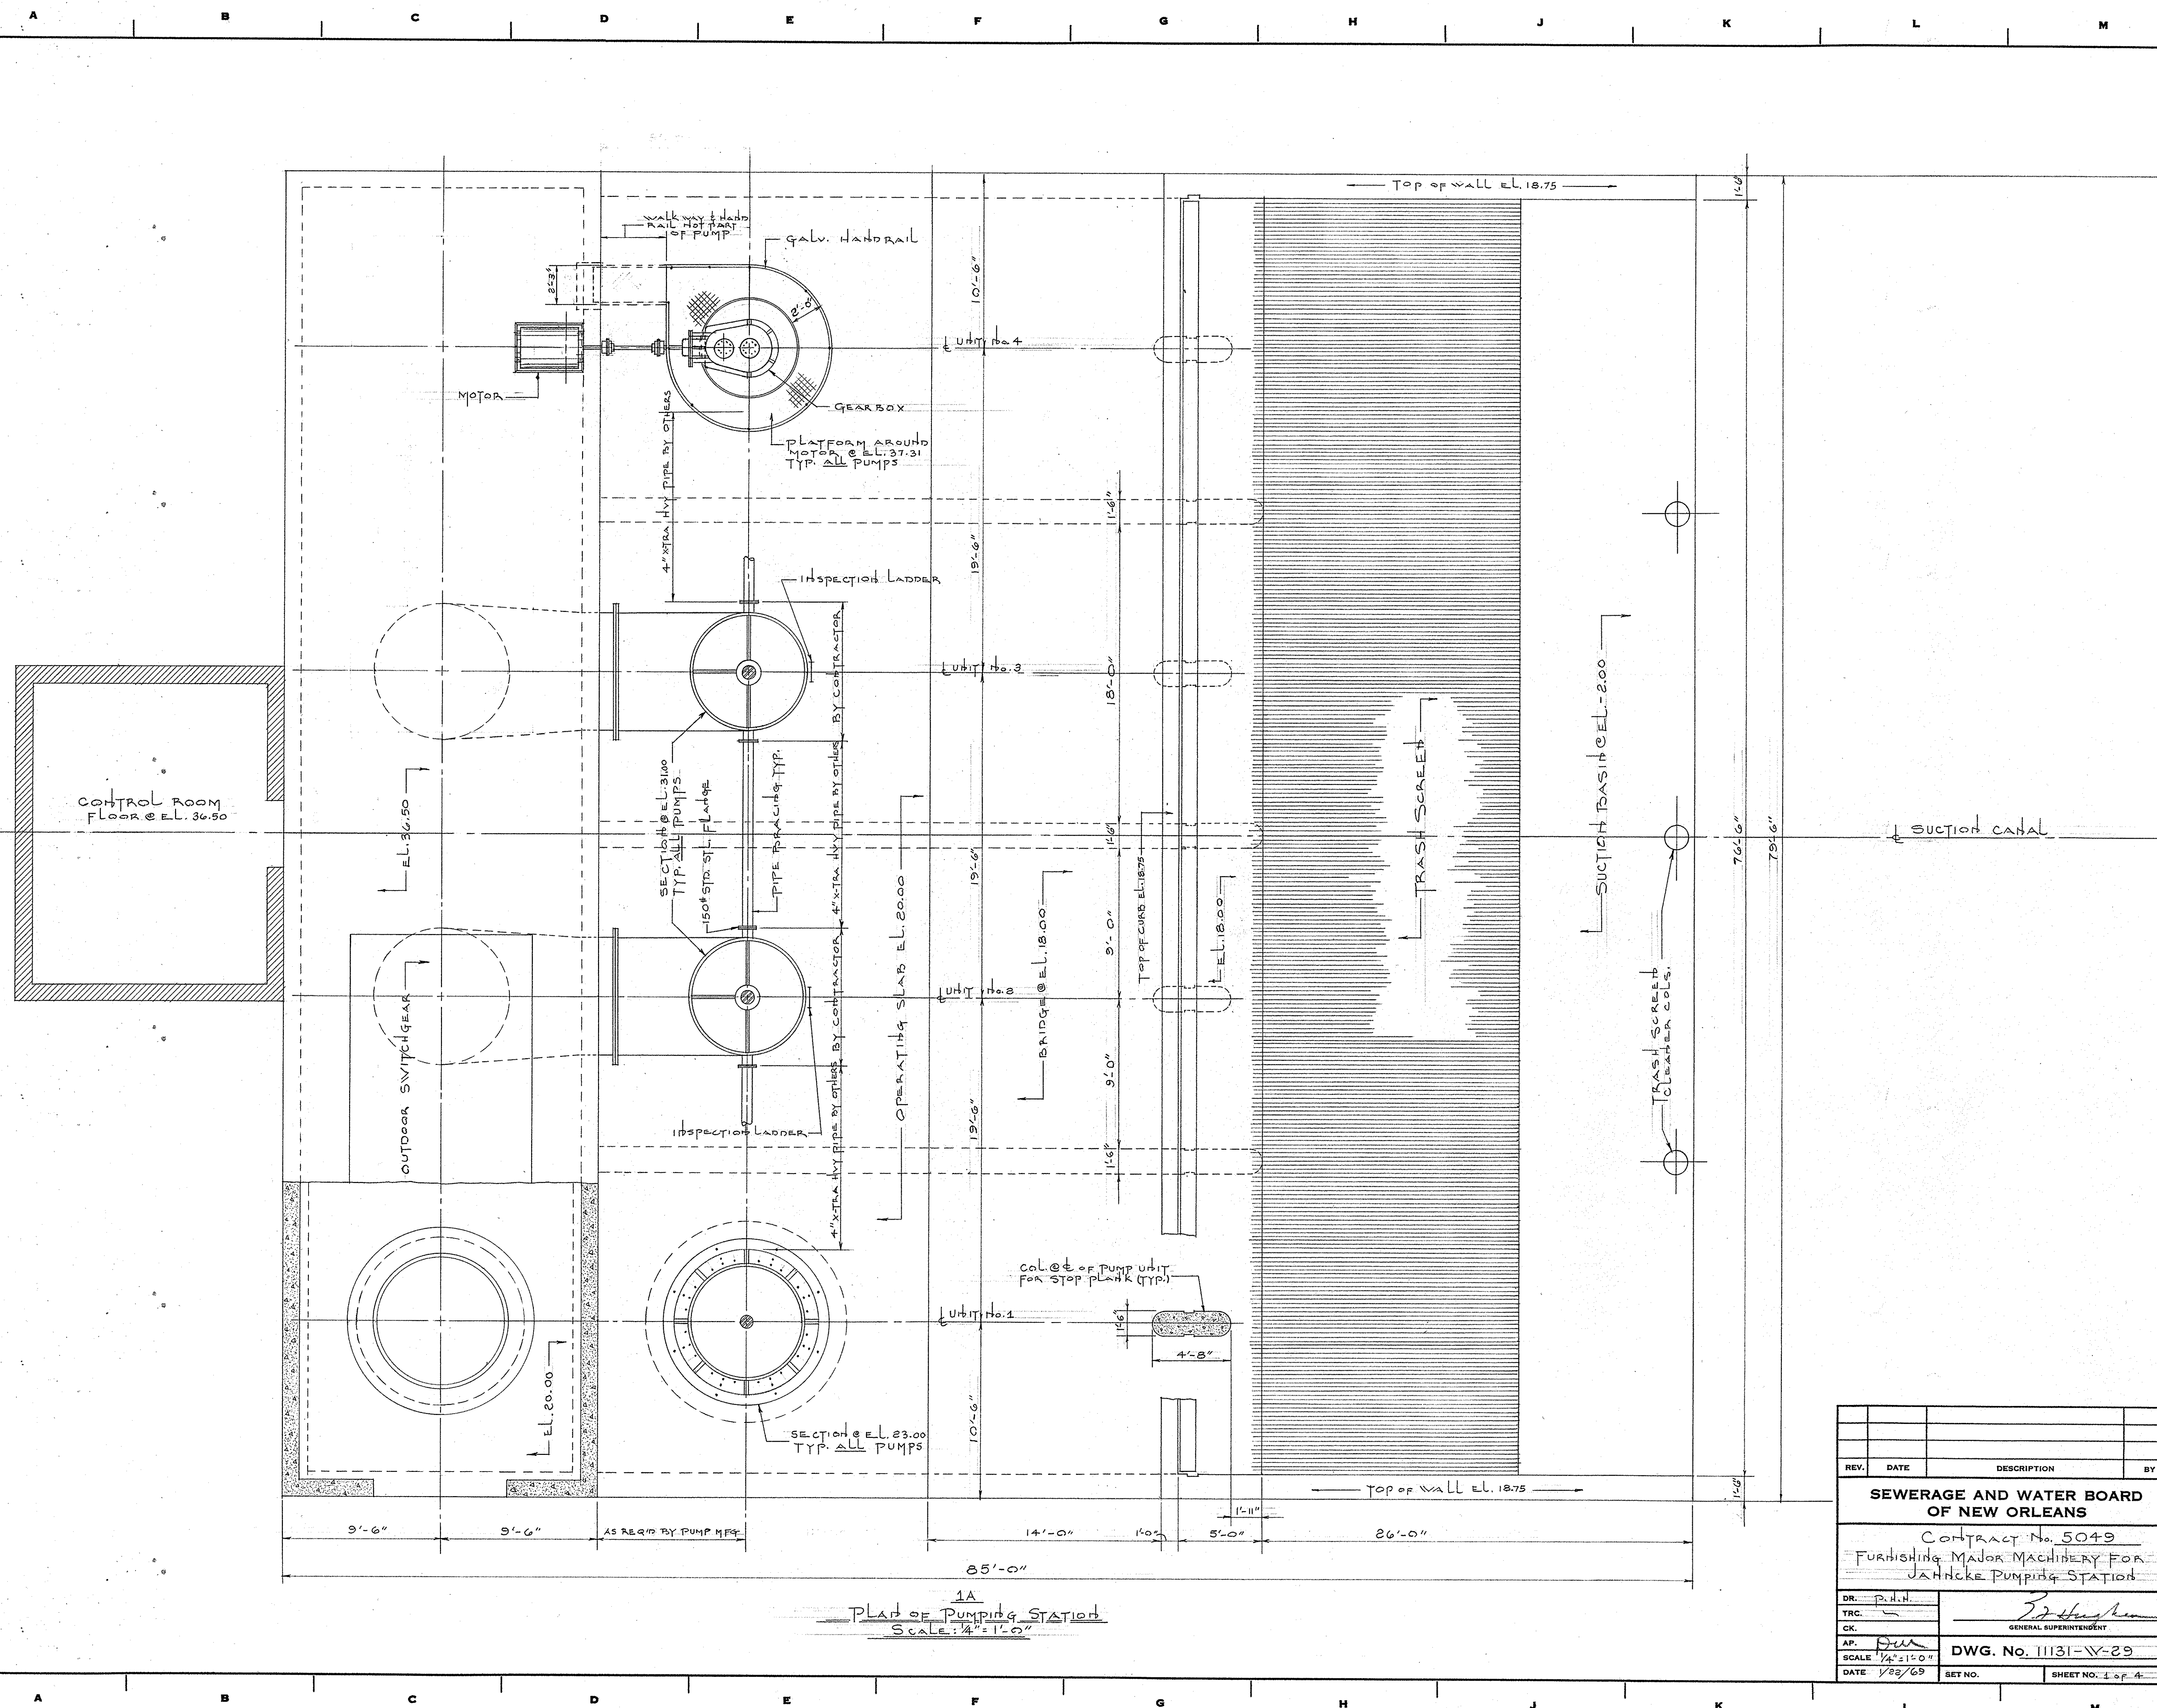 A B C D E F G H J K L M
TOP OF WALL EL. 18.75
1'-6"
WALK WAY & HAND
RAIL NOT PART
OF PUMP
GALV. HANDRAIL
2'-3"
2'-0"
10'-6"
℄ UNIT No. 4
MOTOR
GEARBOX
PLATFORM AROUND
MOTOR @ EL. 37.31
TYP. ALL PUMPS
4" X-TRA HVY PIPE BY OTHERS
1'-6"
19'-6"
INSPECTION LADDER
BY CONTRACTOR
℄ UNIT No. 3
18'-0"
SUCTION BASIN @ EL. -2.00
TRASH SCREEN
CONTROL ROOM
FLOOR @ EL. 36.50
EL. 36.50
SECTION @ EL. 31.00
TYP. ALL PUMPS
150# STD. STL. FLANGE
PIPE BRACING TYP.
4" X-TRA HVY PIPE BY OTHERS
1'-6"
19'-6"
76'-6"
79'-6"
℄ SUCTION CANAL
TOP OF CURB EL. 18.75
EL. 18.00
BRIDGE @ EL. 18.00
OPERATING SLAB EL. 20.00
9'-0"
BY CONTRACTOR
℄ UNIT No. 2
OUTDOOR SWITCHGEAR
TRASH SCREEN
CLEANER COLS.
9'-0"
19'-6"
INSPECTION LADDER
4" X-TRA HVY PIPE BY OTHERS
1'-6"
COL. @ ℄ OF PUMP UNIT
FOR STOP PLANK (TYP.)
℄ UNIT No. 1
1'-6"
4'-8"
EL. 20.00
10'-6"
SECTION @ EL. 23.00
TYP. ALL PUMPS
TOP OF WALL EL. 18.75
1'-6"
1'-11"
9'-6"
9'-6"
AS REQ'D BY PUMP MFG
14'-0"
1'-0"
5'-0"
26'-0"
85'-0"
1A
PLAN OF PUMPING STATION
SCALE: 1/4" = 1'-0"
REV. DATE DESCRIPTION BY
SEWERAGE AND WATER BOARD
OF NEW ORLEANS
CONTRACT No. 5049
FURNISHING MAJOR MACHINERY FOR
JAHNCKE PUMPING STATION
DR. P.H.H.
TRC.
CK.
GENERAL SUPERINTENDENT
AP.
SCALE 1/4"=1'-0"
DWG. No. 11131-W-29
DATE 1/22/69
SET NO.
SHEET NO. 1 OF 4
A B C D E F G H J K